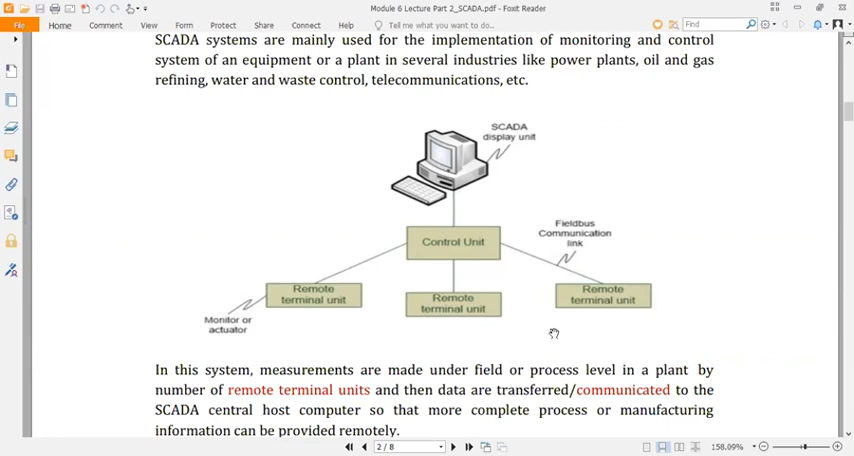 Module 6 Lecture Part 2_SCADA.pdf - Foxit Reader
File Home Comment View Form Protect Share Connect Help Tell me what you want to do... Find
SCADA systems are mainly used for the implementation of monitoring and control
system of an equipment or a plant in several industries like power plants, oil and gas
refining, water and waste control, telecommunications, etc.
SCADA
display unit
Fieldbus
Communication
link
Control Unit
Remote
terminal unit
Remote
terminal unit
Remote
terminal unit
Monitor or
actuator
In this system, measurements are made under field or process level in a plant by
number of remote terminal units and then data are transferred/communicated to the
SCADA central host computer so that more complete process or manufacturing
information can be provided remotely.
2 / 8 158.09%